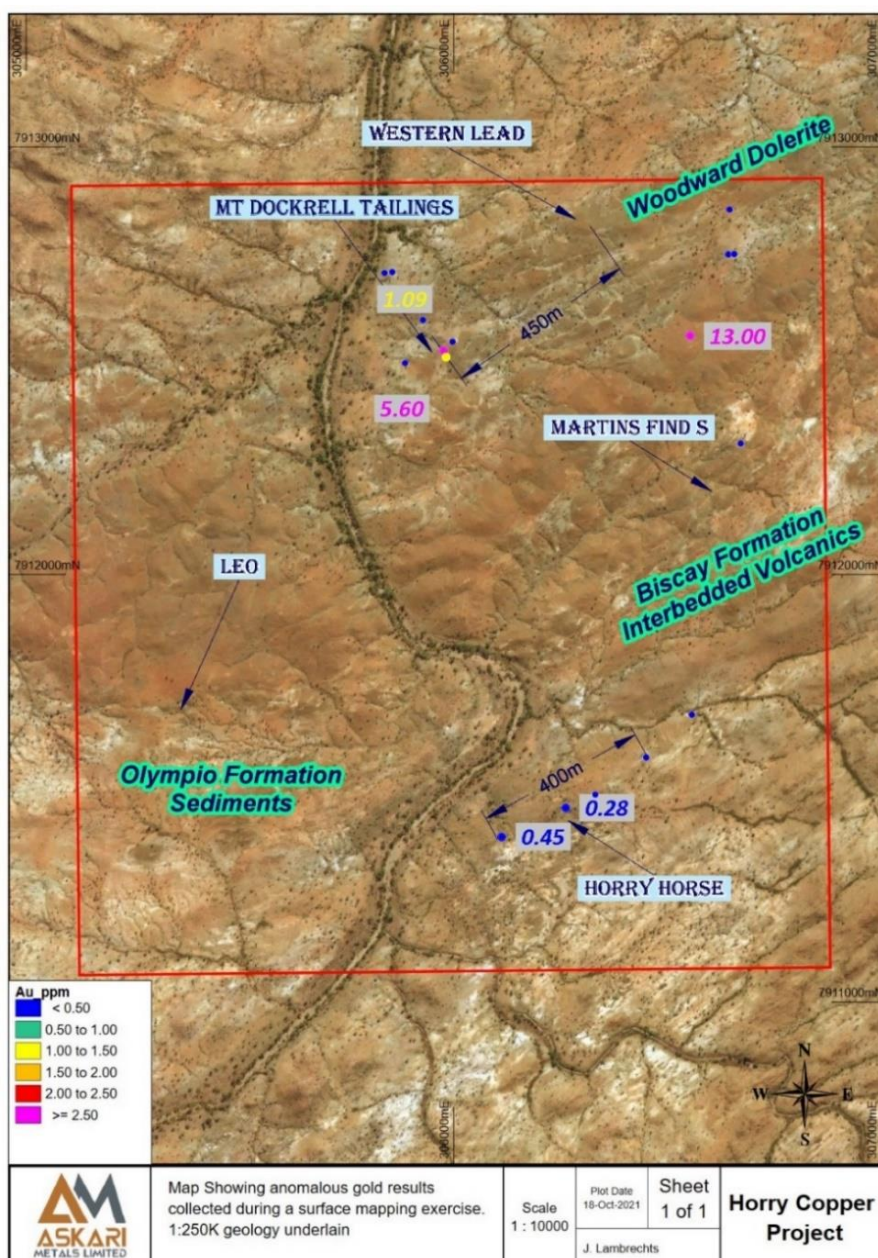 305000mE
306000mE
307000mE
7913000mN
7913000mN
WESTERN LEAD
Woodward Dolerite
MT DOCKRELL TAILINGS
1.09
450m
13.00
5.60
MARTINS FIND S
Biscay Formation
Interbedded Volcanics
7912000mN
7912000mN
LEO
Olympio Formation
Sediments
400m
0.28
0.45
HORRY HORSE
7911000mN
Au_ppm
< 0.50
0.50 to 1.00
1.00 to 1.50
1.50 to 2.00
2.00 to 2.50
>= 2.50
N
W
E
S
306000mE
307000mE
AM
ASKARI
METALS LIMITED
Map Showing anomalous gold results
collected during a surface mapping exercise.
1:250K geology underlain
Scale
1 : 10000
Plot Date
18-Oct-2021
J. Lambrechts
Sheet
1 of 1
Horry Copper
Project